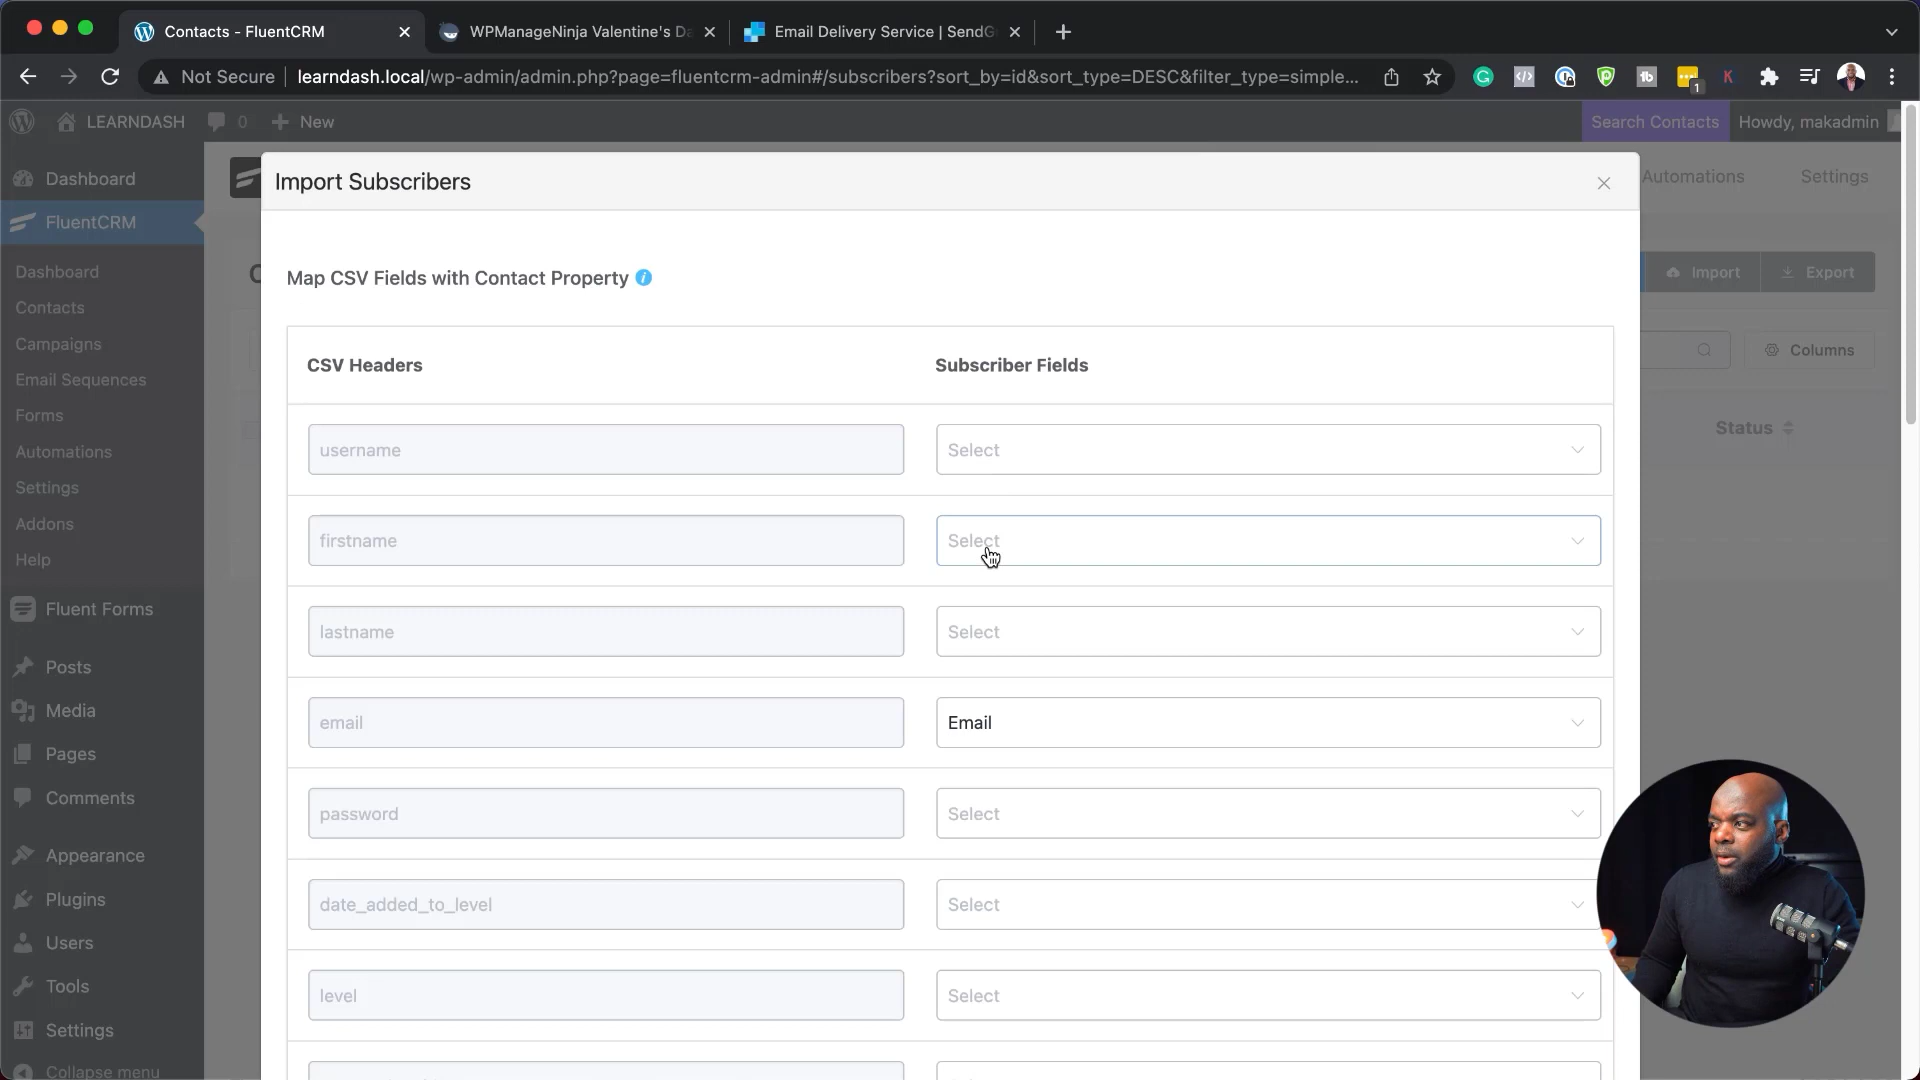 Contacts - FluentCRM
WPManageNinja Valentine's Da
Email Delivery Service | SendG
Not Secure
learndash.local/wp-admin/admin.php?page=fluentcrm-admin#/subscribers?sort_by=id&sort_type=DESC&filter_type=simple...
1
LEARNDASH
0
New
Search Contacts
Howdy, makadmin
Dashboard
FluentCRM
Dashboard
Contacts
Campaigns
Email Sequences
Forms
Automations
Settings
Addons
Help
Fluent Forms
Posts
Media
Pages
Comments
Appearance
Plugins
Users
Tools
Settings
Collapse menu
Automations
Settings
Import
Export
Columns
Status
Import Subscribers
Map CSV Fields with Contact Property
CSV Headers
Subscriber Fields
username
Select
firstname
Select
lastname
Select
email
Email
password
Select
date_added_to_level
Select
level
Select